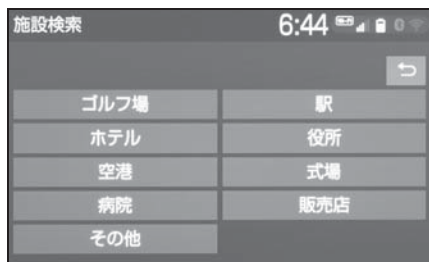 施設検索 6:44
ゴルフ場 駅
ホテル 役所
空港 式場
病院 販売店
その他